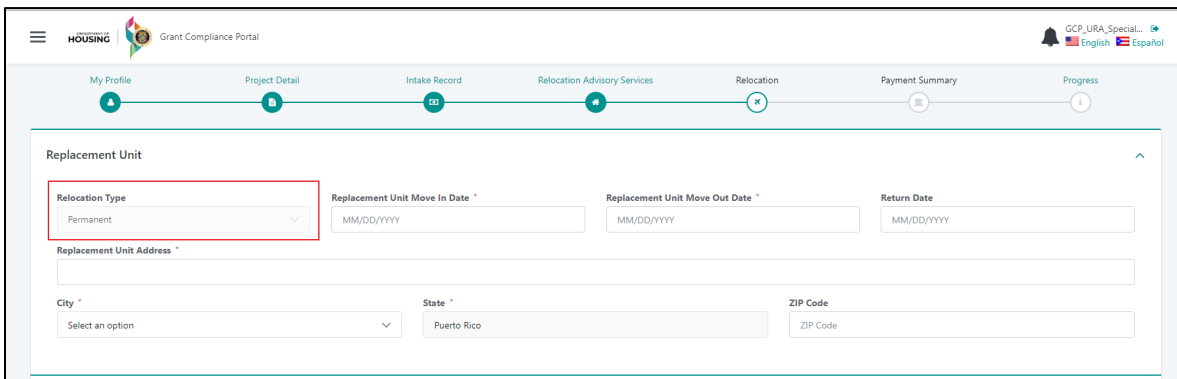 DEPARTMENT OF
HOUSING
Grant Compliance Portal
GCP_URA_Special...
English Español
My Profile Project Detail Intake Record Relocation Advisory Services Relocation Payment Summary Progress
Replacement Unit
Relocation Type Replacement Unit Move In Date * Replacement Unit Move Out Date * Return Date
Permanent MM/DD/YYYY MM/DD/YYYY MM/DD/YYYY
Replacement Unit Address *
City * State * ZIP Code
Select an option Puerto Rico ZIP Code